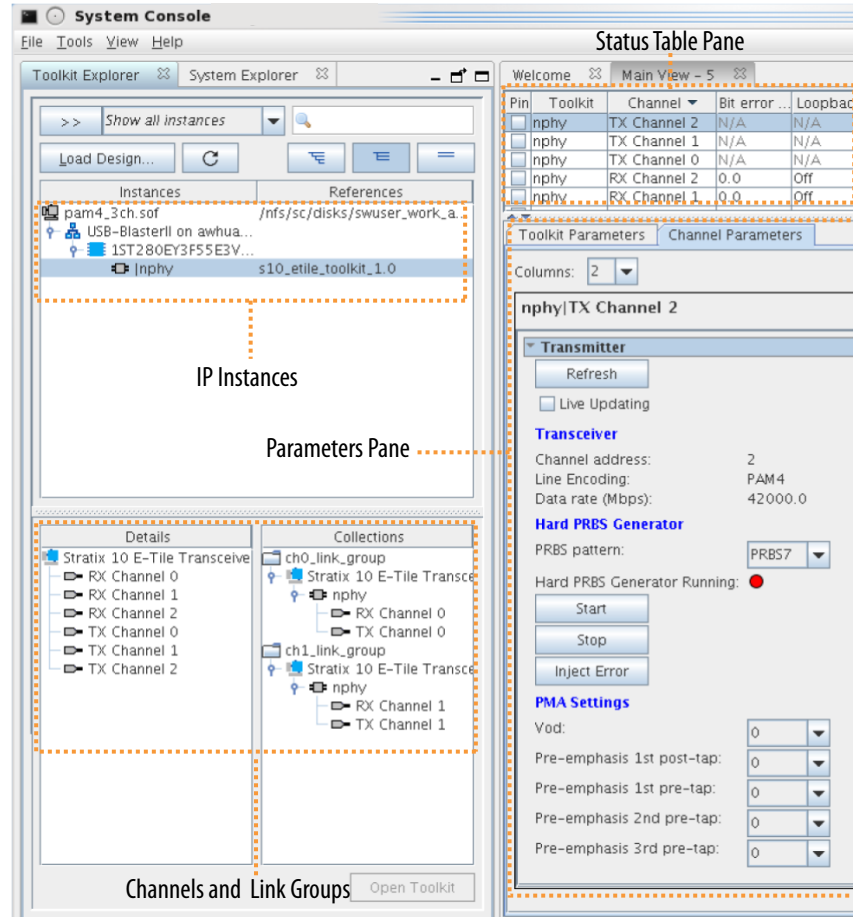 System Console
File Tools View Help
Status Table Pane
Toolkit Explorer System Explorer
Welcome Main View - 5
>> Show all instances
Load Design...
Instances References
pam4_3ch.sof /nfs/sc/disks/swuser_work_a..
USB-BlasterII on awhua...
1ST280EY3F55E3V...
|nphy s10_etile_toolkit_1.0
IP Instances
Parameters Pane
Details
Stratix 10 E-Tile Transceive
RX Channel 0
RX Channel 1
RX Channel 2
TX Channel 0
TX Channel 1
TX Channel 2
Collections
ch0_link_group
Stratix 10 E-Tile Transce
nphy
RX Channel 0
TX Channel 0
ch1_link_group
Stratix 10 E-Tile Transce
nphy
RX Channel 1
TX Channel 1
Channels and Link Groups
Open Toolkit
Pin Toolkit Channel Bit error ... Loopbac
nphy TX Channel 2 N/A N/A
nphy TX Channel 1 N/A N/A
nphy TX Channel 0 N/A N/A
nphy RX Channel 2 0.0 Off
nphy RX Channel 1 0.0 Off
Toolkit Parameters Channel Parameters
Columns: 2
nphy|TX Channel 2
Transmitter
Refresh
Live Updating
Transceiver
Channel address: 2
Line Encoding: PAM4
Data rate (Mbps): 42000.0
Hard PRBS Generator
PRBS pattern: PRBS7
Hard PRBS Generator Running:
Start
Stop
Inject Error
PMA Settings
Vod: 0
Pre-emphasis 1st post-tap: 0
Pre-emphasis 1st pre-tap: 0
Pre-emphasis 2nd pre-tap: 0
Pre-emphasis 3rd pre-tap: 0